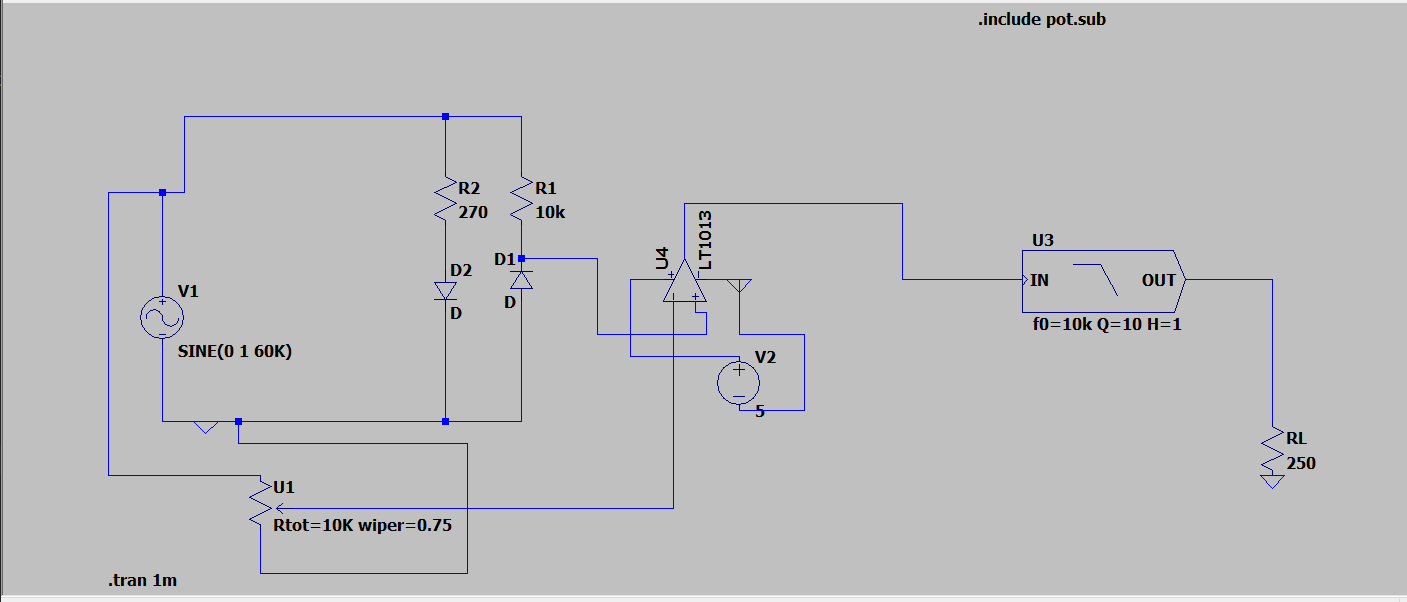 .include pot.sub
R2
270
R1
10k
D2
D
D1
D
V1
SINE(0 1 60K)
U4
LT1013
V2
5
U3
IN
OUT
f0=10k Q=10 H=1
RL
250
U1
Rtot=10K wiper=0.75
.tran 1m